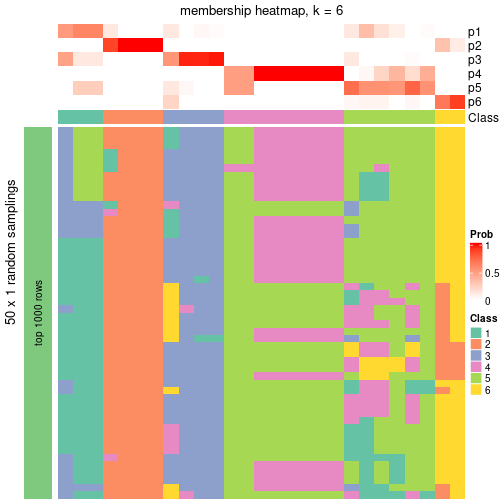 membership heatmap, k = 6
p1
p2
p3
p4
p5
p6
Class
50 x 1 random samplings
top 1000 rows
Prob
1
0.5
0
Class
1
2
3
4
5
6